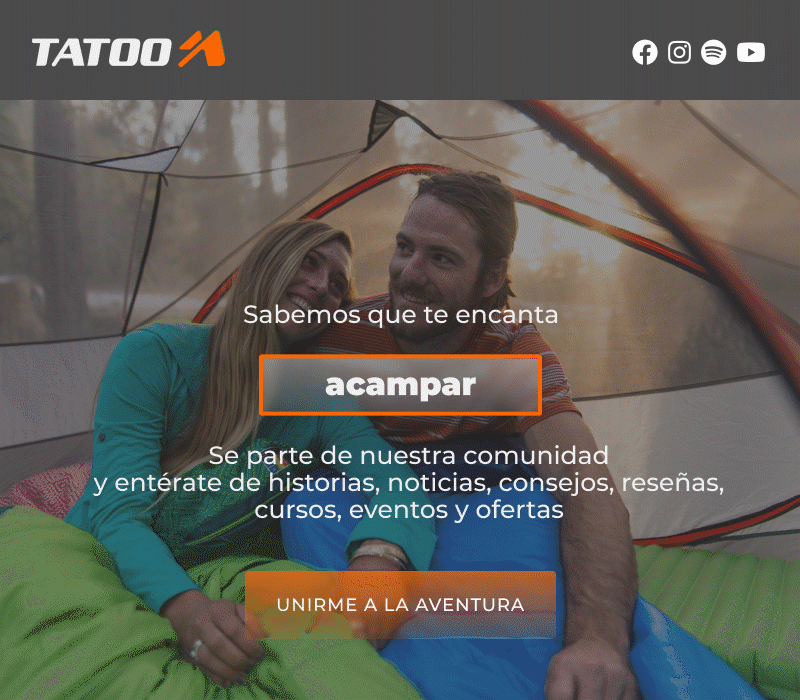 TATOO
Sabemos que te encanta
acampar
Se parte de nuestra comunidad
y entérate de historias, noticias, consejos, reseñas,
cursos, eventos y ofertas
UNIRME A LA AVENTURA